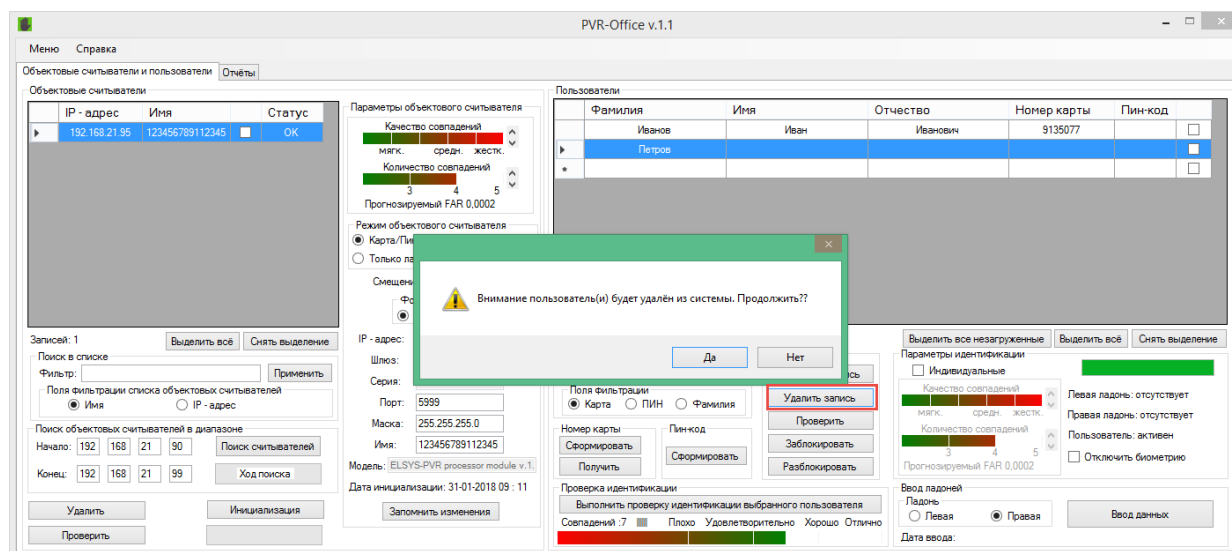 PVR-Office v.1.1
Меню Справка
Объектовые считыватели и пользователи Отчёты
Объектовые считыватели
IP - адрес Имя Статус
192.168.21.95 123456789112345 OK
Записей: 1 Выделить всё Снять выделение
Поиск в списке
Фильтр: Применить
Поля фильтрации списка объектовых считывателей
Имя IP - адрес
Поиск объектовых считывателей в диапазоне
Начало: 192 168 21 90 Поиск считывателей
Конец: 192 168 21 99 Ход поиска
Удалить Инициализация
Проверить
Параметры объектового считывателя
Качество совпадений
мягк. средн. жестк.
Количество совпадений
3 4 5
Прогнозируемый FAR 0,0002
Режим объектового считывателя
Карта/Пи
Только ла
Смещени
Фо
IP - адрес:
Шлюз:
Серия:
Порт: 5999
Маска: 255.255.255.0
Имя: 123456789112345
Модель: ELSYS-PVR processor module v.1.
Дата инициализации: 31-01-2018 09 : 11
Запомнить изменения
Пользователи
Фамилия Имя Отчество Номер карты Пин-код
Иванов Иван Иванович 9135077
Петров
*
Внимание пользователь(и) будет удалён из системы. Продолжить??
Да Нет
Выделить все незагруженные Выделить всё Снять выделение
сь
Поля фильтрации
Карта ПИН Фамилия
Номер карты Пин-код
Сформировать Сформировать
Получить
Удалить запись
Проверить
Заблокировать
Разблокировать
Проверка идентификации
Выполнить проверку идентификации выбранного пользователя
Совпадений :7 Плохо Удовлетворительно Хорошо Отлично
Параметры идентификации
Индивидуальные
Качество совпадений
мягк. средн. жестк.
Количество совпадений
3 4 5
Прогнозируемый FAR 0,0002
Левая ладонь: отсутствует
Правая ладонь: отсутствует
Пользователь: активен
Отключить биометрию
Ввод ладоней
Ладонь
Левая Правая Ввод данных
Дата ввода: